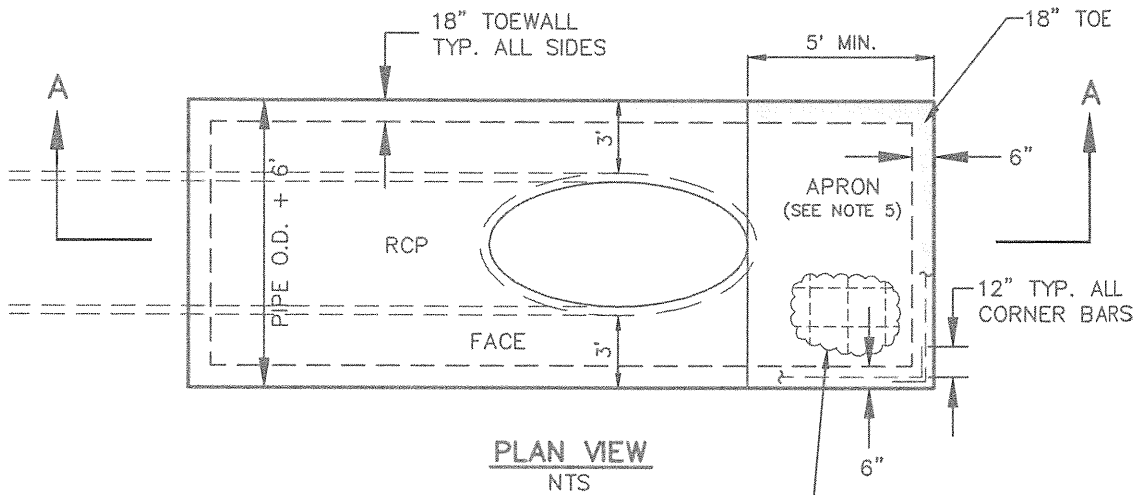 18" TOEWALL
TYP. ALL SIDES
18" TOE
5' MIN.
A
A
3'
6"
PIPE O.D. + 6'
APRON
(SEE NOTE 5)
RCP
12" TYP. ALL
CORNER BARS
FACE
3'
6"
PLAN VIEW
NTS